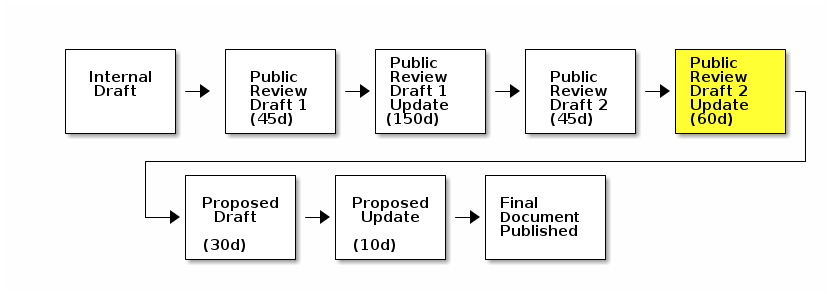 Internal
Draft
Public
Review
Draft 1
(45d)
Public
Review
Draft 1
Update
(150d)
Public
Review
Draft 2
(45d)
Public
Review
Draft 2
Update
(60d)
Proposed
Draft
(30d)
Proposed
Update
(10d)
Final
Document
Published